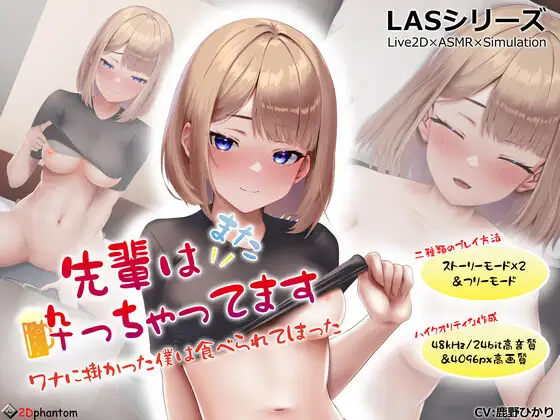 LASシリーズ
Live2D×ASMR×Simulation
先輩はまた
酔っちゃってます
ワナに掛かった僕は食べられてしまった
二種類のプレイ方法
ストーリーモード×2
&フリーモード
ハイクオリティな作成
48kHz/24bit高音質
&4096px高画質
2Dphantom
CV:鹿野ひかり